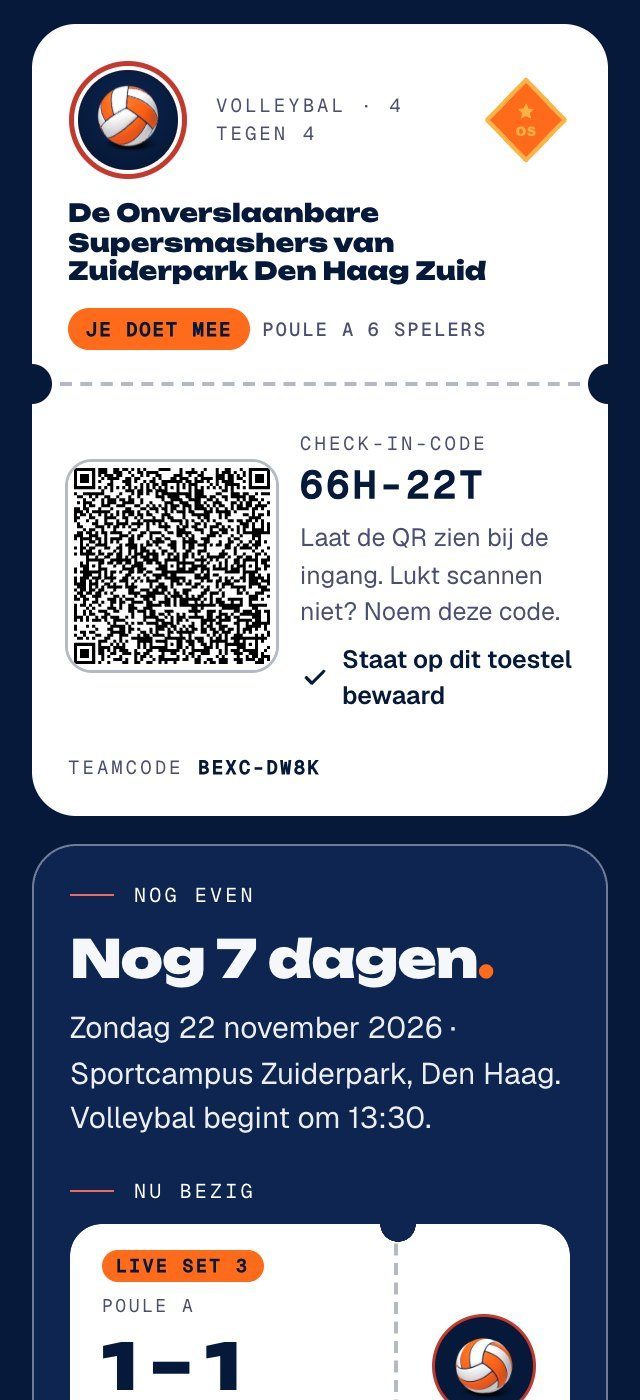 VOLLEYBAL · 4
TEGEN 4
OS
De Onverslaanbare
Supersmashers van
Zuiderpark Den Haag Zuid
JE DOET MEE POULE A 6 SPELERS
CHECK-IN-CODE
66H-22T
Laat de QR zien bij de
ingang. Lukt scannen
niet? Noem deze code.
Staat op dit toestel
bewaard
TEAMCODE BEXC-DW8K
NOG EVEN
Nog 7 dagen.
Zondag 22 november 2026 ·
Sportcampus Zuiderpark, Den Haag.
Volleybal begint om 13:30.
NU BEZIG
LIVE SET 3
POULE A
1-1